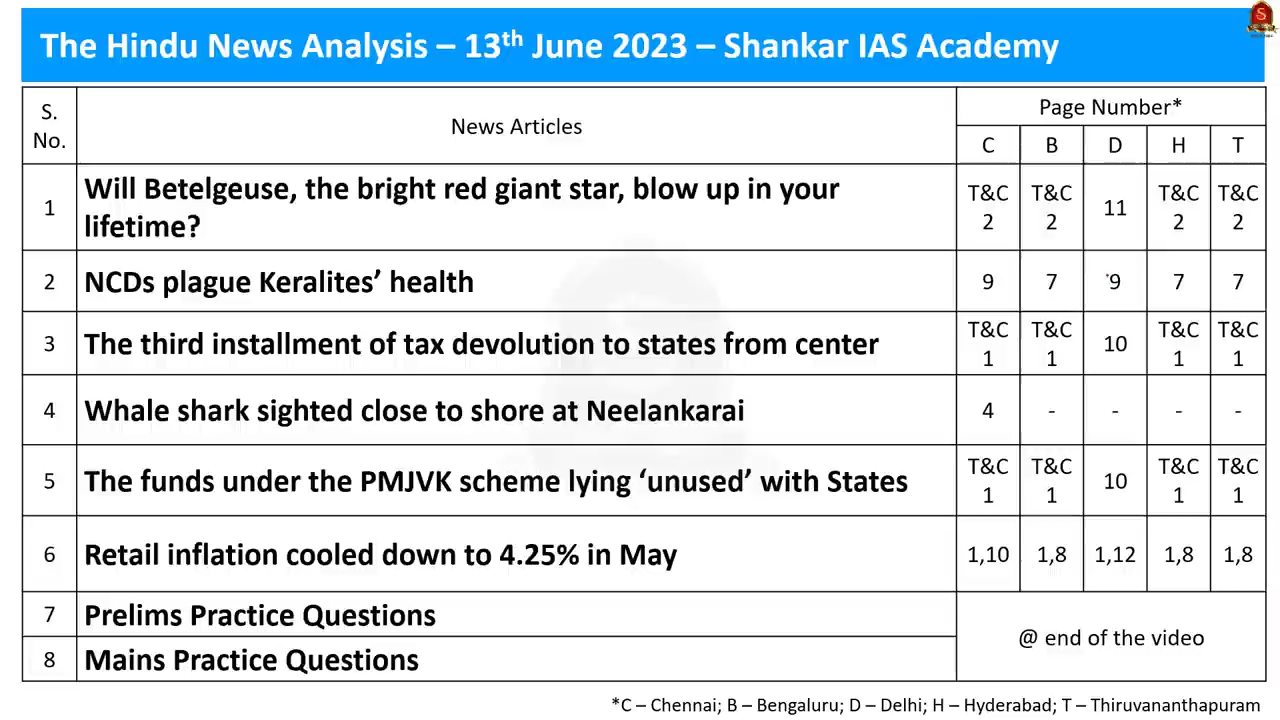 The Hindu News Analysis – 13th June 2023 – Shankar IAS Academy
S. No. News Articles Page Number*
C B D H T
1 Will Betelgeuse, the bright red giant star, blow up in your lifetime? T&C 2 T&C 2 11 T&C 2 T&C 2
2 NCDs plague Keralites’ health 9 7 9 7 7
3 The third installment of tax devolution to states from center T&C 1 T&C 1 10 T&C 1 T&C 1
4 Whale shark sighted close to shore at Neelankarai 4 - - - -
5 The funds under the PMJVK scheme lying ‘unused’ with States T&C 1 T&C 1 10 T&C 1 T&C 1
6 Retail inflation cooled down to 4.25% in May 1,10 1,8 1,12 1,8 1,8
7 Prelims Practice Questions
@ end of the video
8 Mains Practice Questions
*C – Chennai; B – Bengaluru; D – Delhi; H – Hyderabad; T – Thiruvananthapuram